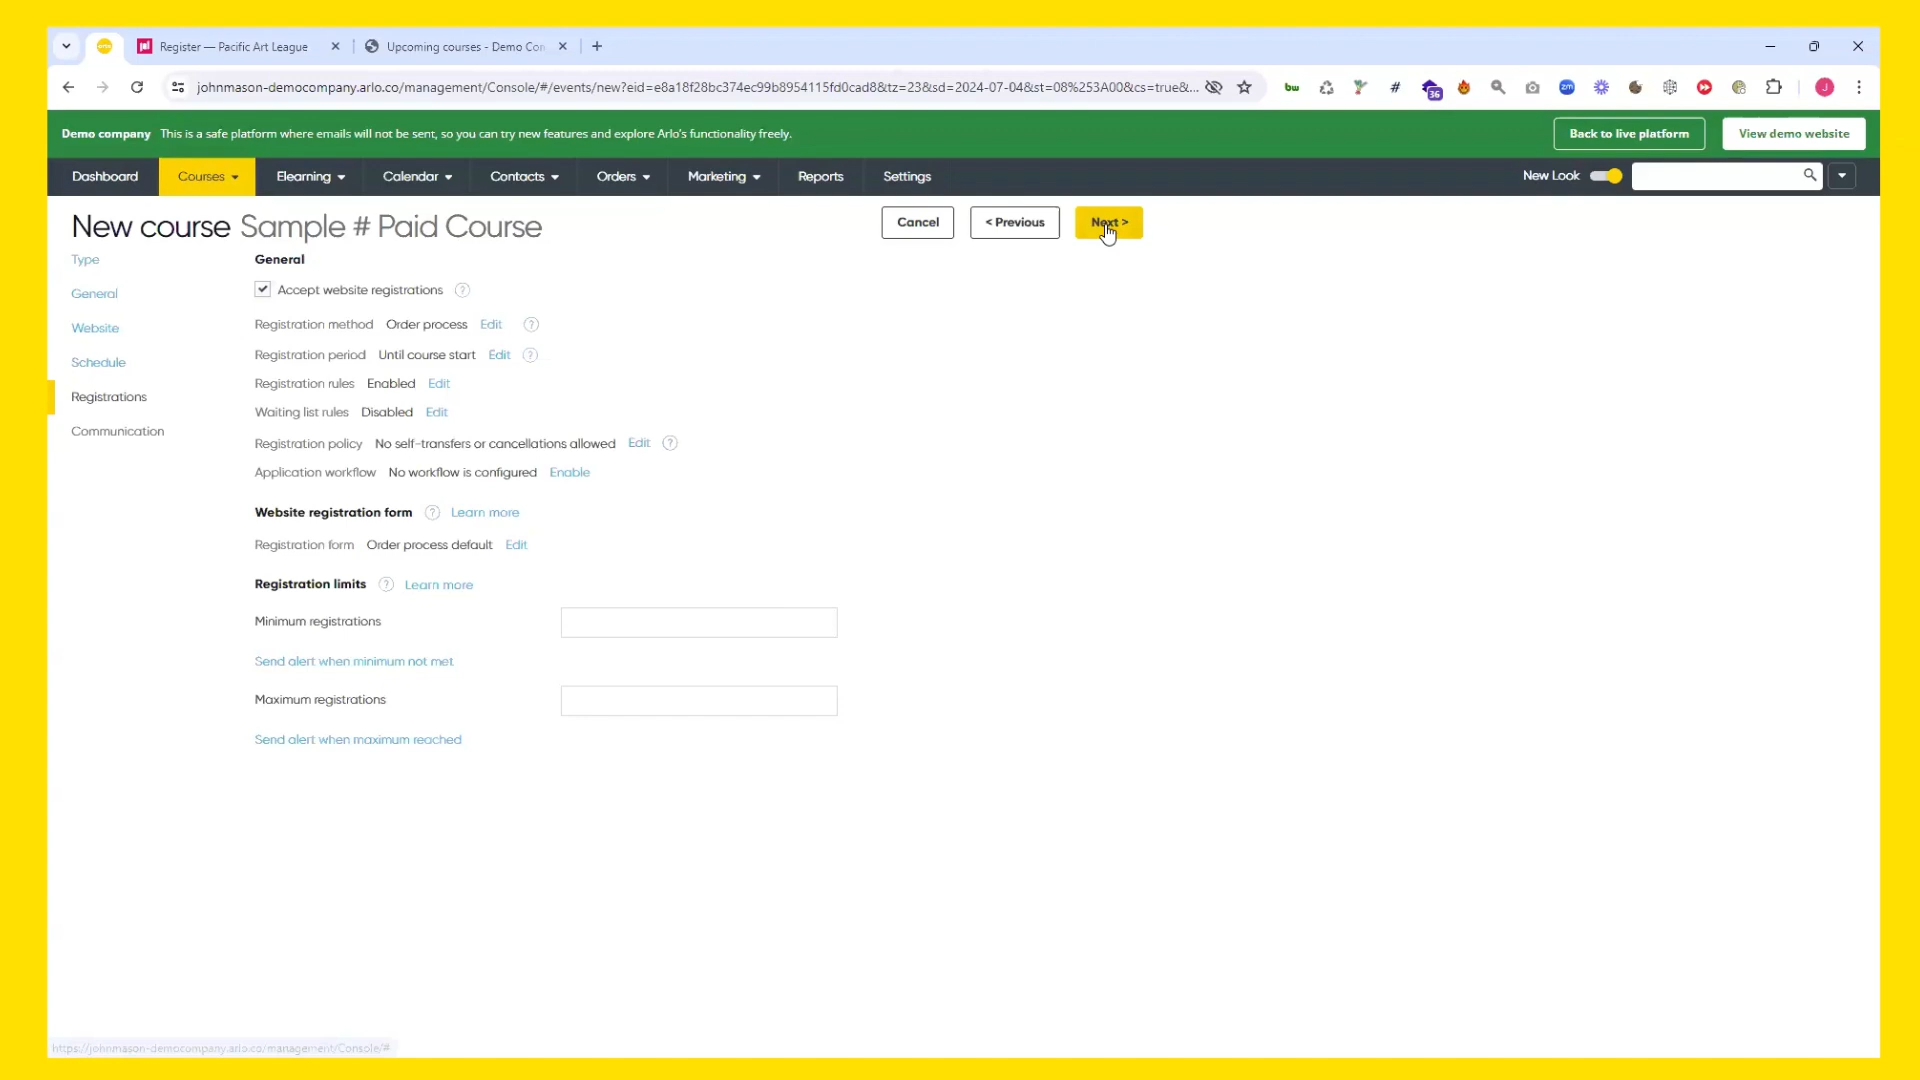 Register — Pacific Art League
Upcoming courses - Demo Con
johnmason-democompany.arlo.co/management/Console/#/events/new?eid=e8a18f28bc374ec99b8954115fd0cad8&tz=23&sd=2024-07-04&st=08%253A00&cs=true&...
bw
#
36
zm
J
Demo company This is a safe platform where emails will not be sent, so you can try new features and explore Arlo's functionality freely.
Back to live platform
View demo website
Dashboard
Courses
Elearning
Calendar
Contacts
Orders
Marketing
Reports
Settings
New Look
New course Sample # Paid Course
Cancel
< Previous
Next >
Type
General
Website
Schedule
Registrations
Communication
General
Accept website registrations ?
Registration method Order process Edit ?
Registration period Until course start Edit ?
Registration rules Enabled Edit
Waiting list rules Disabled Edit
Registration policy No self-transfers or cancellations allowed Edit ?
Application workflow No workflow is configured Enable
Website registration form ? Learn more
Registration form Order process default Edit
Registration limits ? Learn more
Minimum registrations
Send alert when minimum not met
Maximum registrations
Send alert when maximum reached
https://johnmason-democompany.arlo.co/management/Console/#